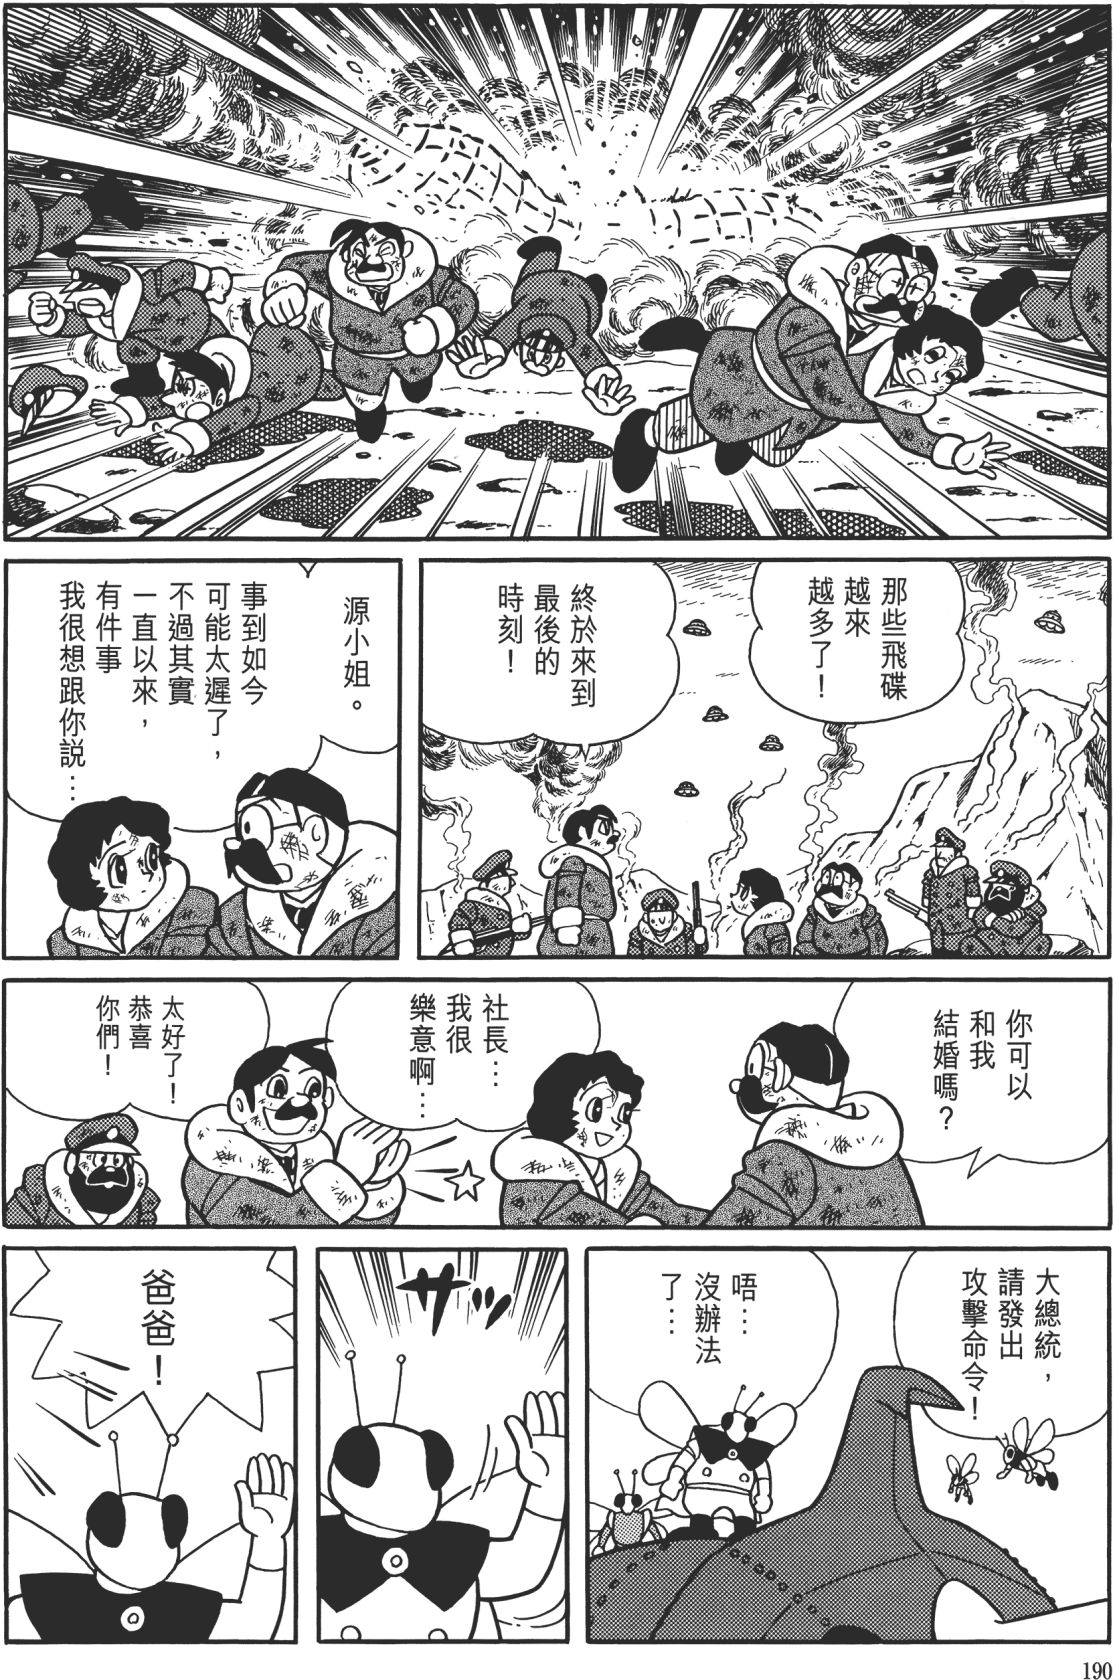 那些飛碟
越來
越多了！
終於來到
最後的
時刻！
源小姐。
事到如今
可能太遲了，
不過其實
一直以來，
有件事
我很想跟你說…
你可以
和我
結婚嗎？
社長…
我很
樂意啊…
太好了！
恭喜
你們！
大總統，
請發出
攻擊命令！
唔…
沒辦法
了…
サッ
爸爸！
190